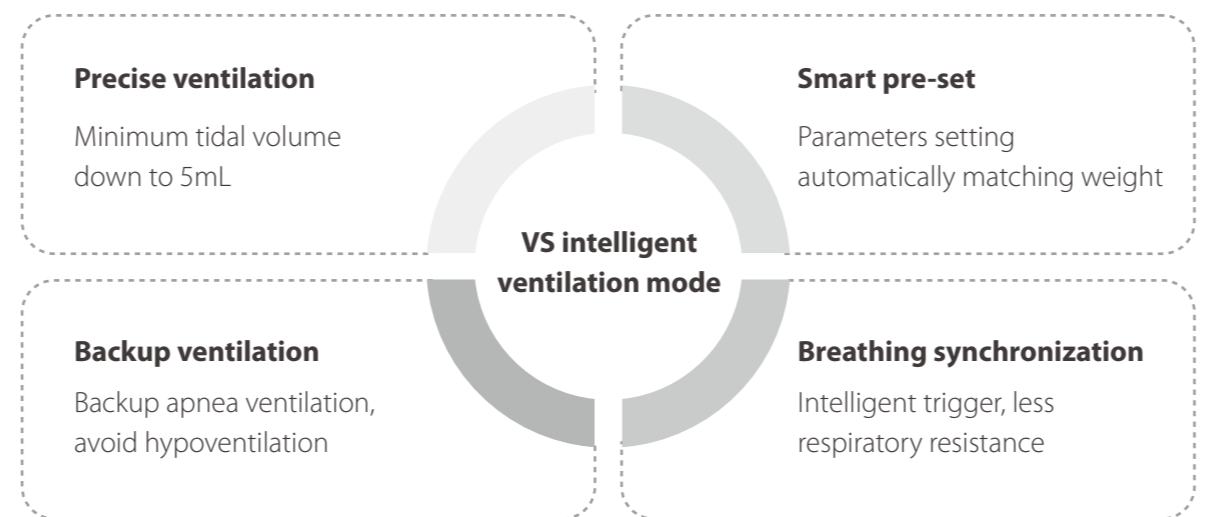 Precise ventilation
Minimum tidal volume
down to 5mL
Smart pre-set
Parameters setting
automatically matching weight
VS intelligent
ventilation mode
Backup ventilation
Backup apnea ventilation,
avoid hypoventilation
Breathing synchronization
Intelligent trigger, less
respiratory resistance